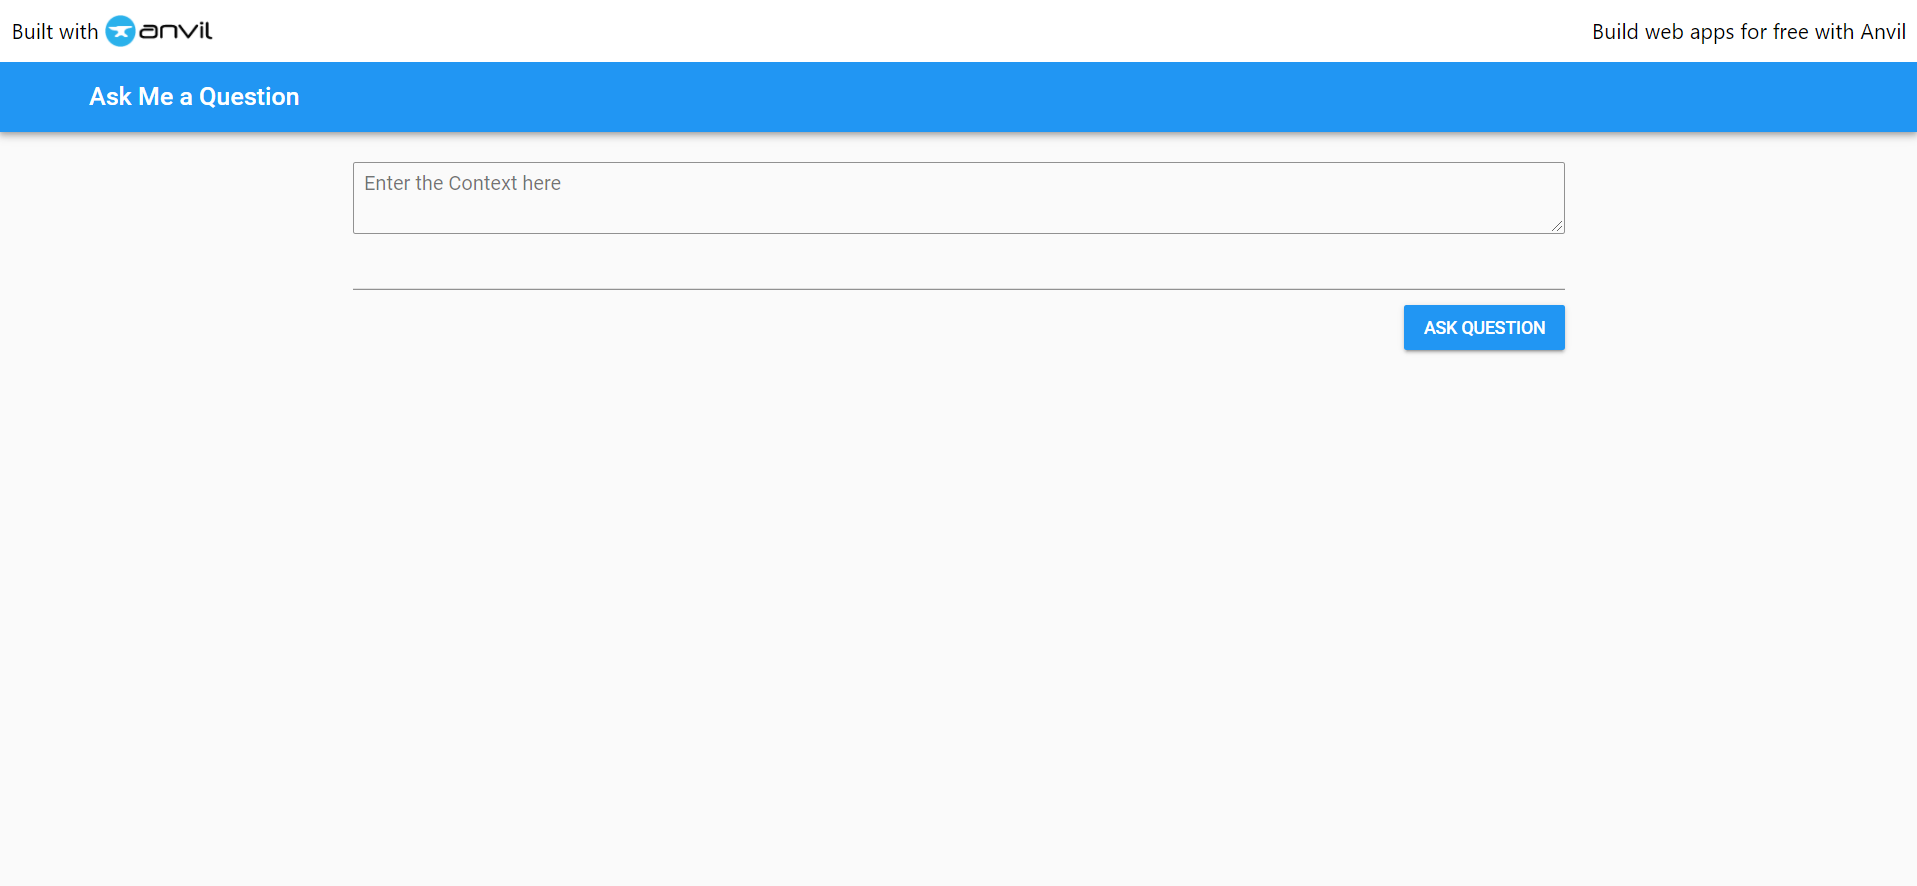 Built with anvil
Build web apps for free with Anvil
Ask Me a Question
Enter the Context here
ASK QUESTION